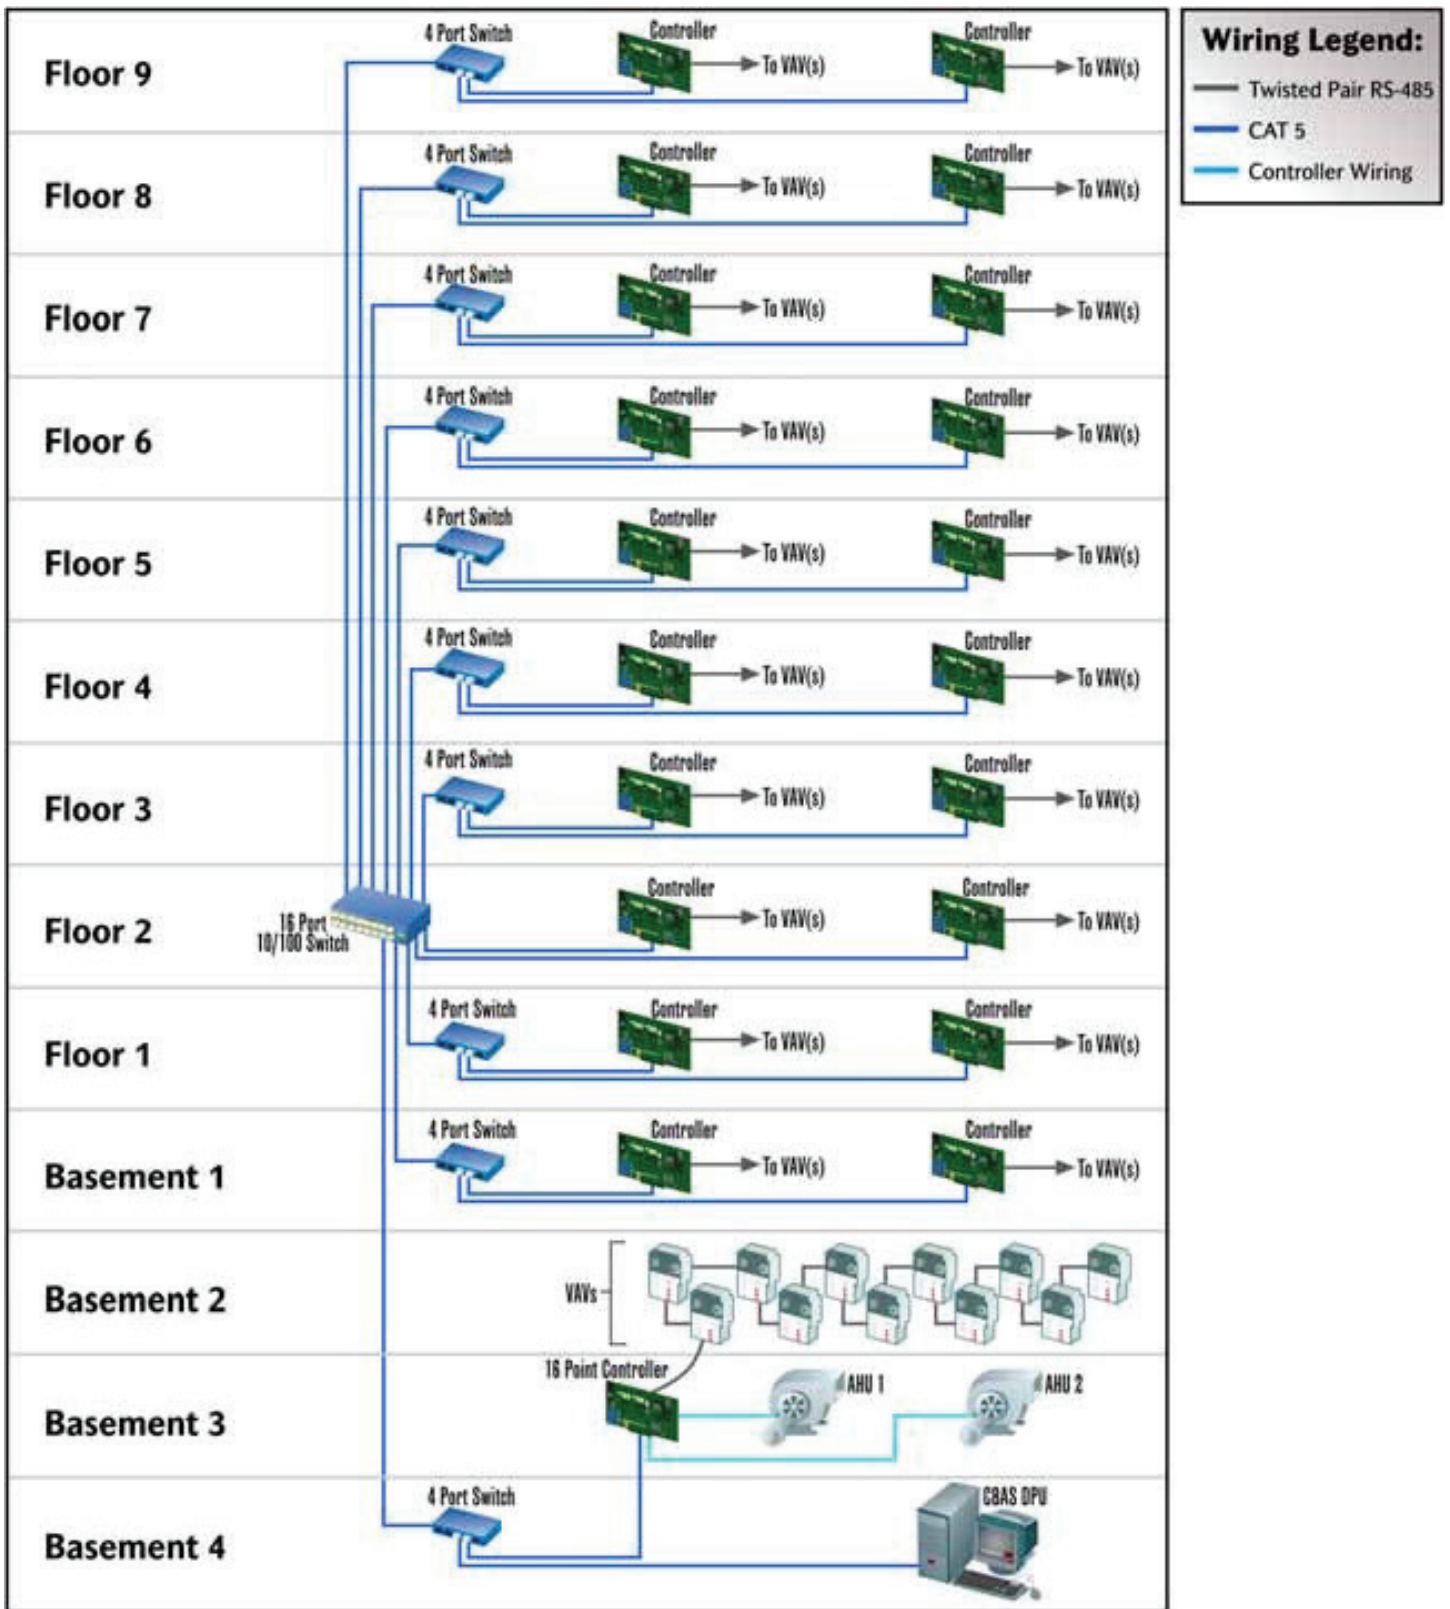 Wiring Legend:
Twisted Pair RS-485
CAT 5
Controller Wiring
Floor 9
4 Port Switch
Controller
To VAV(s)
Controller
To VAV(s)
Floor 8
4 Port Switch
Controller
To VAV(s)
Controller
To VAV(s)
Floor 7
4 Port Switch
Controller
To VAV(s)
Controller
To VAV(s)
Floor 6
4 Port Switch
Controller
To VAV(s)
Controller
To VAV(s)
Floor 5
4 Port Switch
Controller
To VAV(s)
Controller
To VAV(s)
Floor 4
4 Port Switch
Controller
To VAV(s)
Controller
To VAV(s)
Floor 3
4 Port Switch
Controller
To VAV(s)
Controller
To VAV(s)
Floor 2
16 Port
10/100 Switch
Controller
To VAV(s)
Controller
To VAV(s)
Floor 1
4 Port Switch
Controller
To VAV(s)
Controller
To VAV(s)
Basement 1
4 Port Switch
Controller
To VAV(s)
Controller
To VAV(s)
Basement 2
VAVs
Basement 3
16 Point Controller
AHU 1
AHU 2
Basement 4
4 Port Switch
CBAS DPU